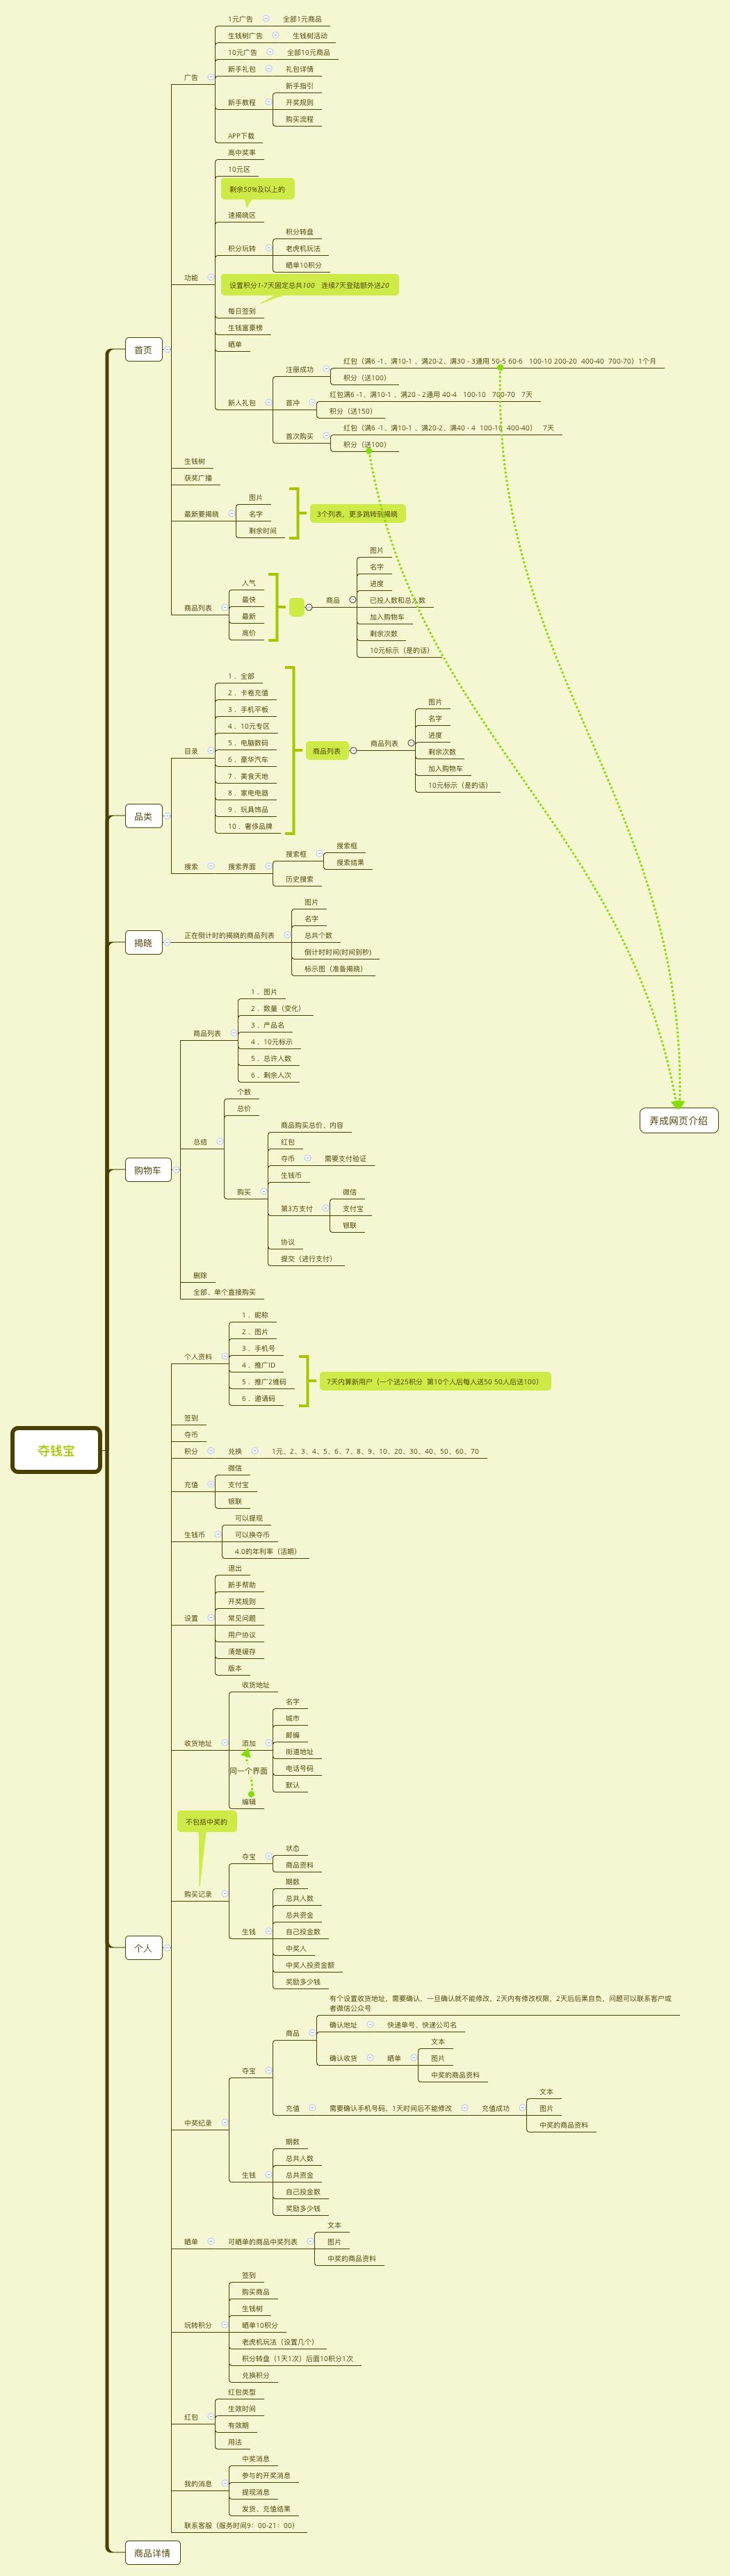 夺钱宝
首页
广告
1元广告
全部1元商品
生钱树广告
生钱树活动
10元广告
全部10元商品
新手礼包
礼包详情
新手教程
新手指引
开奖规则
购买流程
APP下载
功能
高中奖率
10元区
剩余50%及以上的
速揭晓区
积分玩转
积分转盘
老虎机玩法
晒单10积分
设置积分1-7天固定总共100 连续7天登陆额外送20
每日签到
生钱富豪榜
晒单
新人礼包
注册成功
红包（满6 -1、满10-1 、满20-2、满30 - 3通用 50-5 60-6 100-10 200-20 400-40 700-70）1个月
积分（送100）
首冲
红包满6 -1、满10-1 、满20 - 2通用 40-4 100-10 700-70 7天
积分（送150）
首次购买
红包（满6 -1、满10-1 、满20-2、满40 - 4 100-10 400-40） 7天
积分（送100）
生钱树
获奖广播
最新要揭晓
图片
名字
剩余时间
3个列表，更多跳转到揭晓
商品列表
人气
最快
最新
高价
商品
图片
名字
进度
已投人数和总人数
加入购物车
剩余次数
10元标示（是的话）
品类
目录
1 . 全部
2 . 卡卷充值
3 . 手机平板
4 . 10元专区
5 . 电脑数码
6 . 豪华汽车
7 . 美食天地
8 . 家电电器
9 . 玩具饰品
10 . 奢侈品牌
商品列表
商品列表
图片
名字
进度
剩余次数
加入购物车
10元标示（是的话）
搜索
搜索界面
搜索框
搜索框
搜索结果
历史搜索
揭晓
正在倒计时的揭晓的商品列表
图片
名字
总共个数
倒计时时间(时间到秒)
标示图（准备揭晓）
弄成网页介绍
购物车
商品列表
1 . 图片
2 . 数量（变化）
3 . 产品名
4 . 10元标示
5 . 总许人数
6 . 剩余人次
总结
个数
总价
购买
商品购买总价、内容
红包
夺币
需要支付验证
生钱币
第3方支付
微信
支付宝
银联
协议
提交（进行支付）
删除
全部、单个直接购买
个人
个人资料
1 . 昵称
2 . 图片
3 . 手机号
4 . 推广ID
5 . 推广2维码
6 . 邀请码
7天内算新用户（一个送25积分 第10个人后每人送50 50人后送100）
签到
夺币
积分
兑换
1元、2、3、4、5、6、7、8、9、10、20、30、40、50、60、70
充值
微信
支付宝
银联
生钱币
可以提现
可以换夺币
4.0的年利率（活期）
设置
退出
新手帮助
开奖规则
常见问题
用户协议
清楚缓存
版本
收货地址
收货地址
添加
名字
城市
邮编
街道地址
电话号码
默认
同一个界面
编辑
不包括中奖的
购买记录
夺宝
状态
商品资料
生钱
期数
总共人数
总共资金
自己投金数
中奖人
中奖人投资金额
奖励多少钱
中奖纪录
夺宝
商品
有个设置收货地址，需要确认，一旦确认就不能修改，2天内有修改权限，2天后后果自负，问题可以联系客户或
者微信公众号
确认地址
快递单号、快递公司名
确认收货
晒单
文本
图片
中奖的商品资料
充值
需要确认手机号码，1天时间后不能修改
充值成功
文本
图片
中奖的商品资料
生钱
期数
总共人数
总共资金
自己投金数
奖励多少钱
晒单
可晒单的商品中奖列表
文本
图片
中奖的商品资料
玩转积分
签到
购买商品
生钱树
晒单10积分
老虎机玩法（设置几个）
积分转盘（1天1次）后面10积分1次
兑换积分
红包
红包类型
生效时间
有效期
用法
我的消息
中奖消息
参与的开奖消息
提现消息
发货、充值结果
联系客服（服务时间9：00-21：00）
商品详情